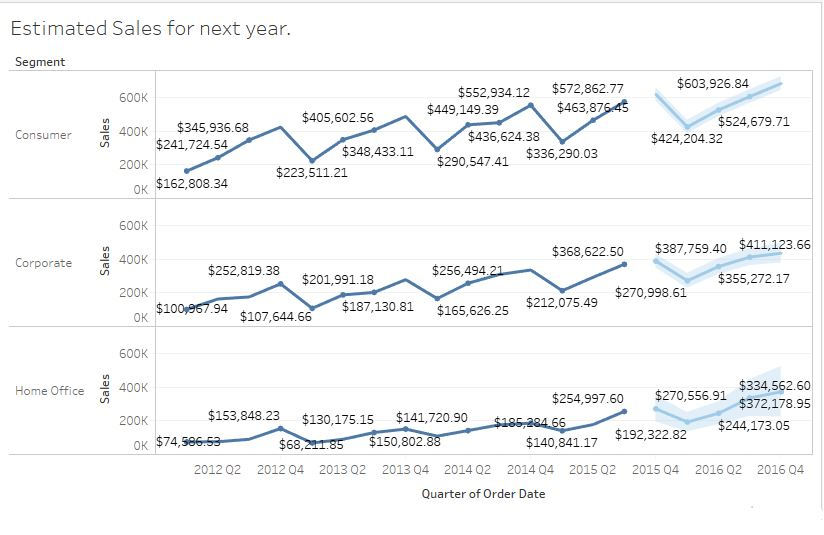 Estimated Sales for next year.
Segment
Consumer
Sales
600K
400K
200K
0K
$162,808.34
$241,724.54
$345,936.68
$223,511.21
$348,433.11
$405,602.56
$290,547.41
$449,149.39
$436,624.38
$552,934.12
$336,290.03
$463,876.45
$572,862.77
$424,204.32
$524,679.71
$603,926.84
Corporate
Sales
600K
400K
200K
0K
$100,967.94
$252,819.38
$107,644.66
$201,991.18
$187,130.81
$165,626.25
$256,494.21
$212,075.49
$368,622.50
$387,759.40
$270,998.61
$355,272.17
$411,123.66
Home Office
Sales
600K
400K
200K
0K
$74,586.53
$153,848.23
$68,211.85
$130,175.15
$150,802.88
$141,720.90
$185,284.66
$140,841.17
$254,997.60
$270,556.91
$192,322.82
$244,173.05
$334,562.60
$372,178.95
2012 Q2 2012 Q4 2013 Q2 2013 Q4 2014 Q2 2014 Q4 2015 Q2 2015 Q4 2016 Q2 2016 Q4
Quarter of Order Date